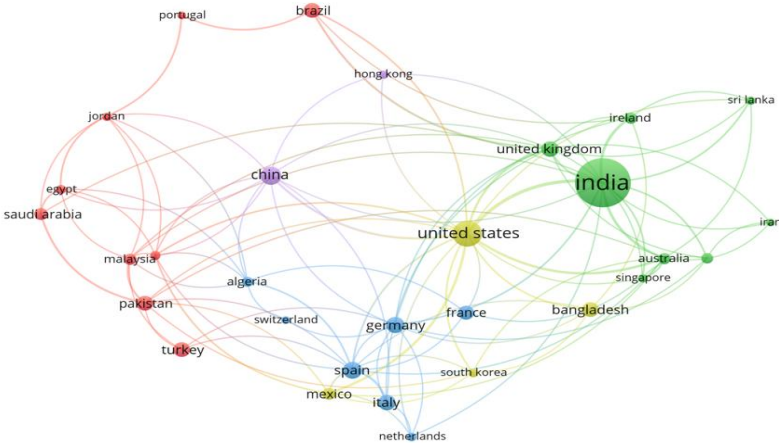 portugal
brazil
hong kong
sri lanka
jordan
ireland
united kingdom
china
india
egypt
saudi arabia
iran
united states
malaysia
australia
algeria
singapore
pakistan
bangladesh
switzerland
france
germany
turkey
spain
south korea
mexico
italy
netherlands